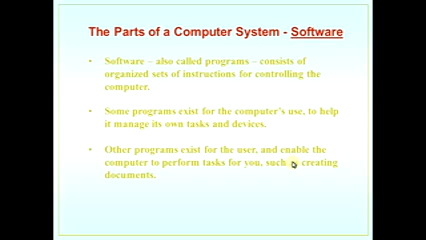 The Parts of a Computer System - Software
• Software – also called programs – consists of
organized sets of instructions for controlling the
computer.
• Some programs exist for the computer's use, to help
it manage its own tasks and devices.
• Other programs exist for the user, and enable the
computer to perform tasks for you, such creating
documents.